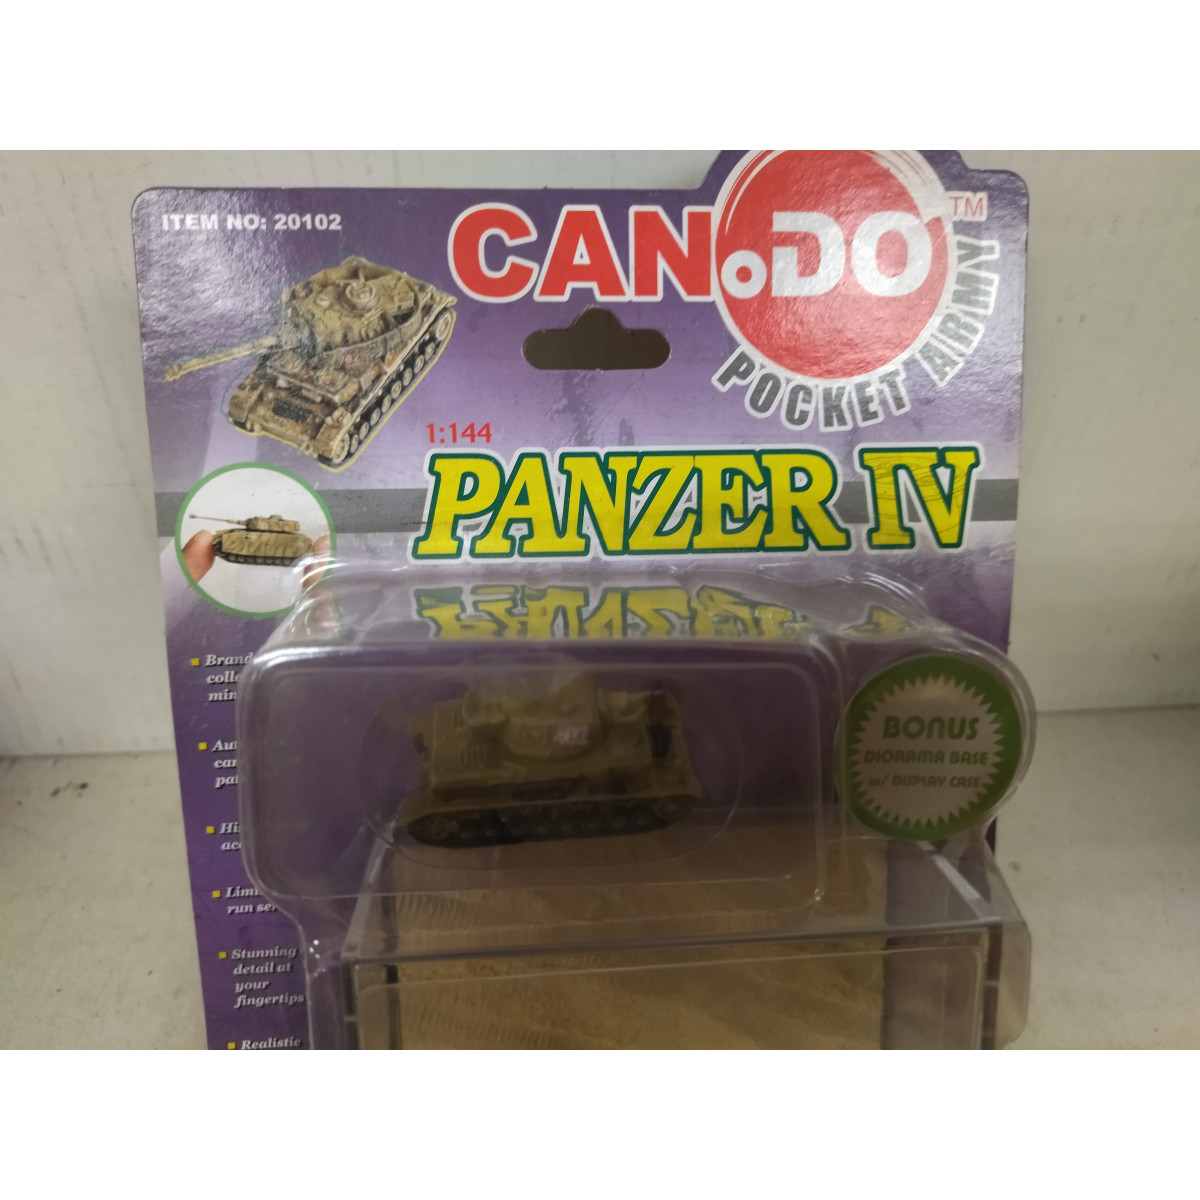 ITEM NO: 20102
CAN.DO
TM
POCKET ARMY
1:144
PANZER IV
BONUS
DIORAMA BASE
w/ DISPLAY CASE
Stunning
detail at
your
fingertips
Realistic